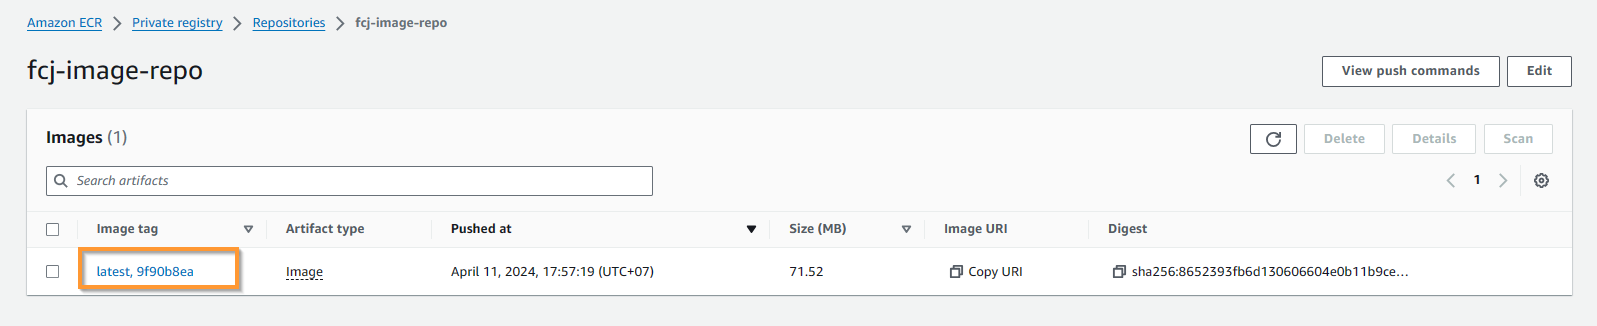 Amazon ECR > Private registry > Repositories > fcj-image-repo
fcj-image-repo
View push commands
Edit
Images (1)
Delete
Details
Scan
Search artifacts
1
Image tag Artifact type Pushed at Size (MB) Image URI Digest
latest, 9f90b8ea Image April 11, 2024, 17:57:19 (UTC+07) 71.52 Copy URI sha256:8652393fb6d130606604e0b11b9ce...